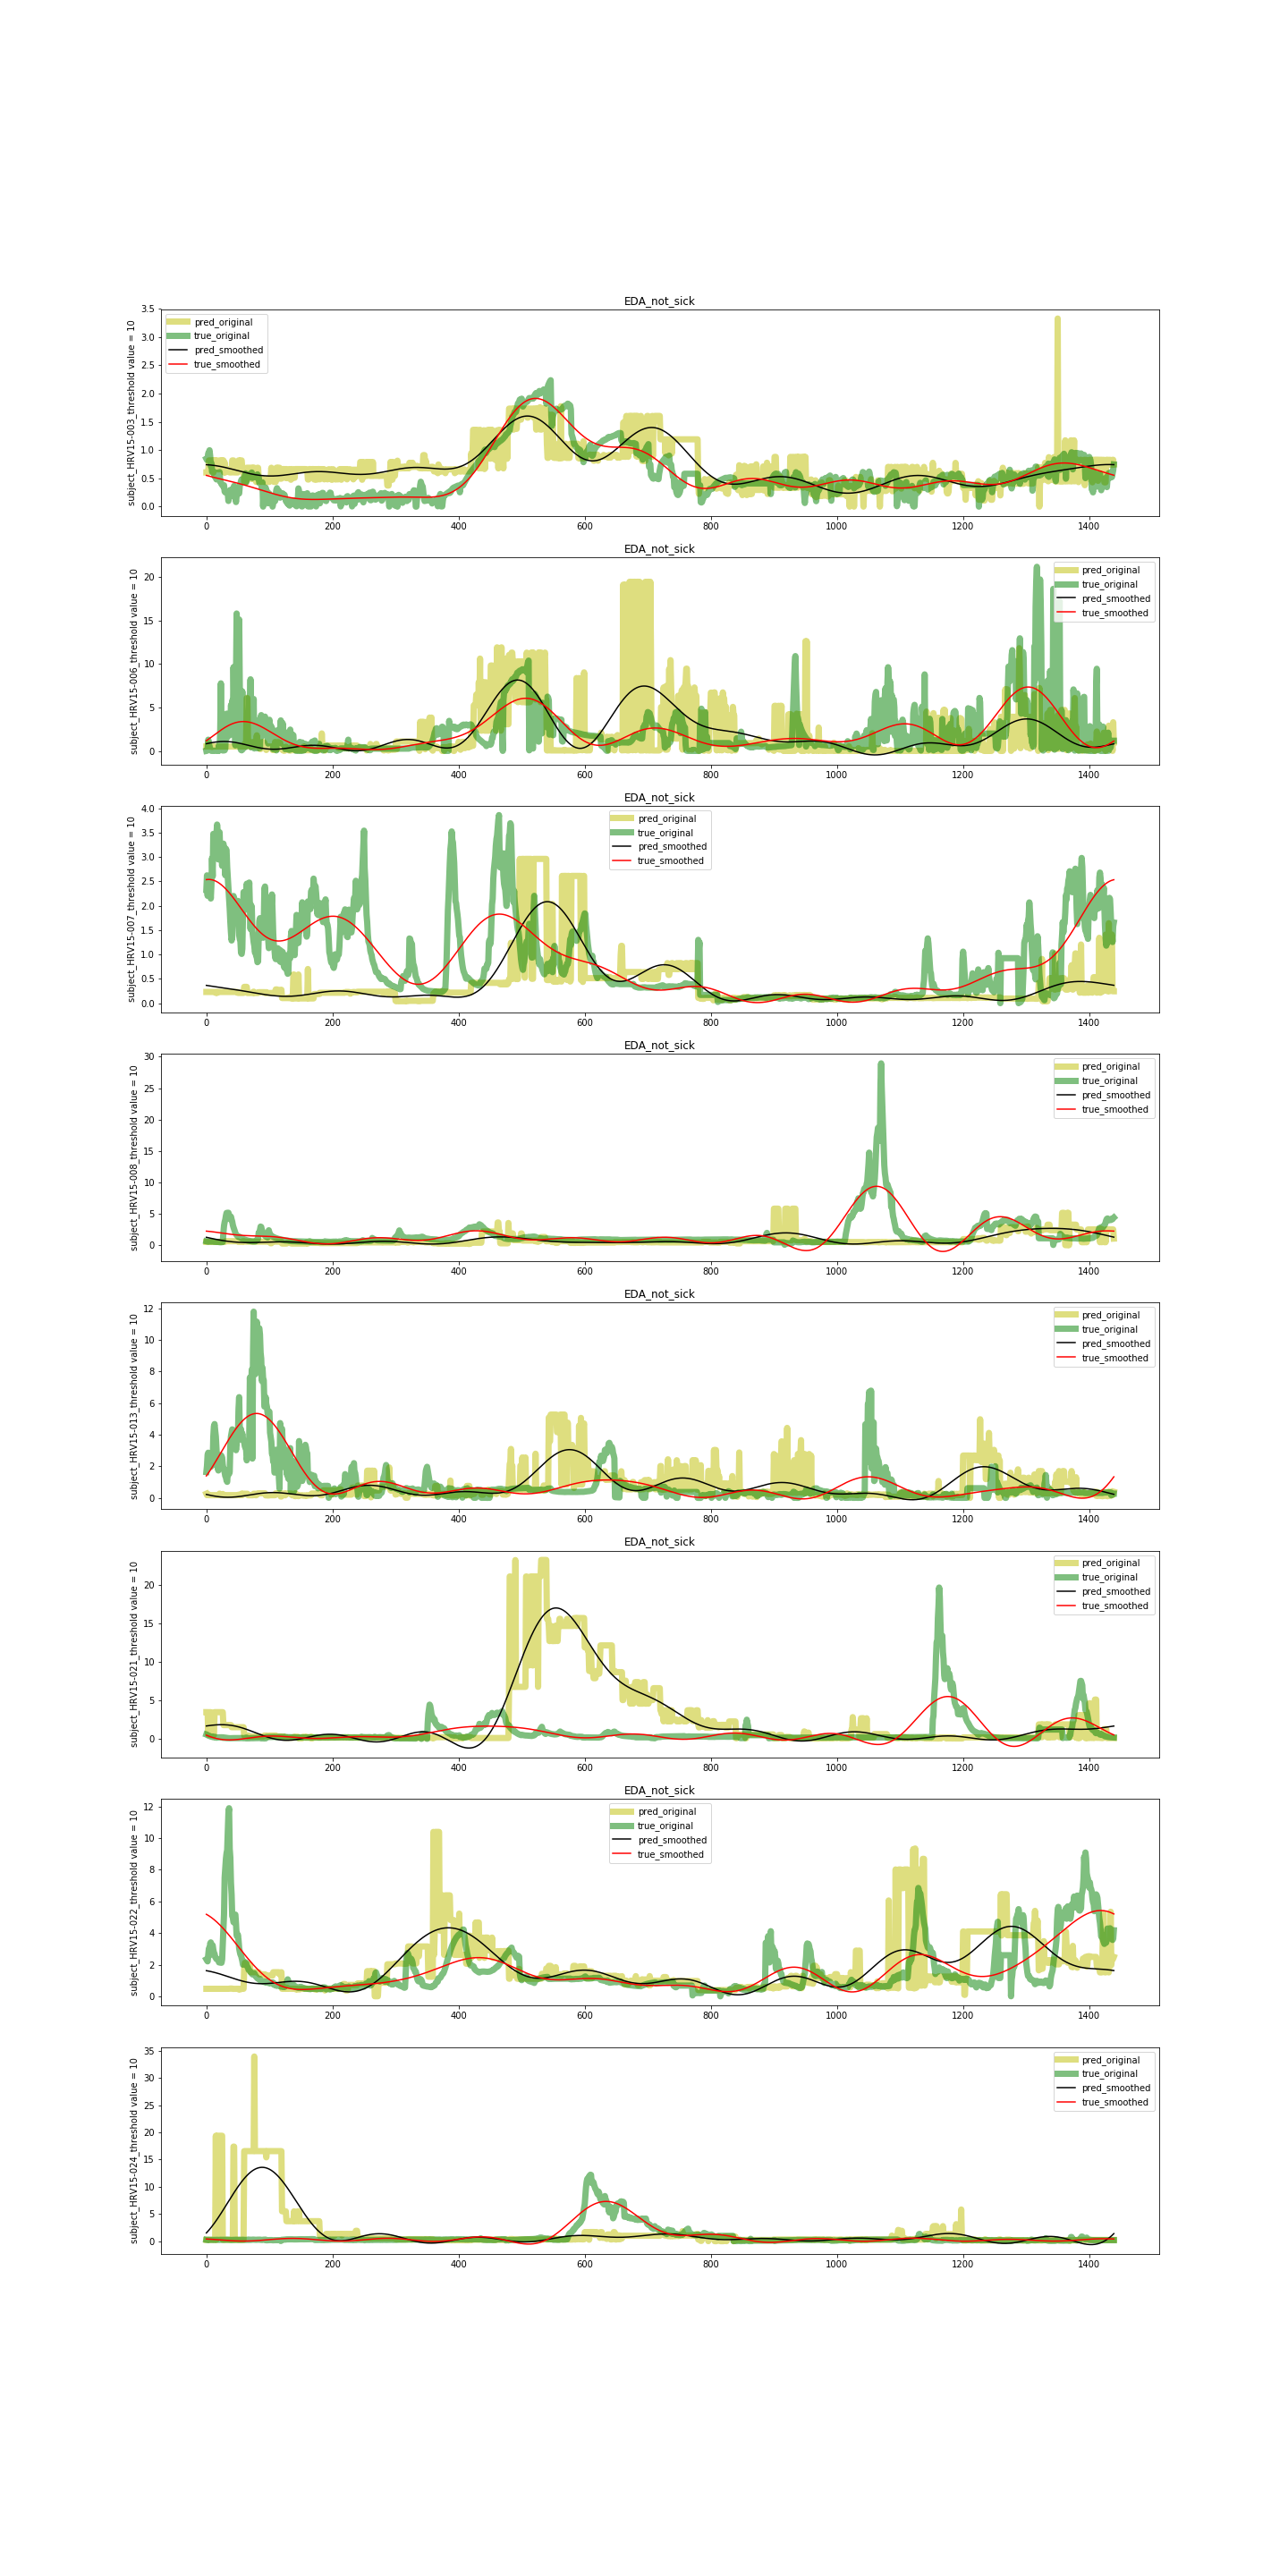 EDA_not_sick
subject_HRV15-003_threshold value = 10
3.5
3.0
2.5
2.0
1.5
1.0
0.5
0.0
pred_original
true_original
pred_smoothed
true_smoothed
0 200 400 600 800 1000 1200 1400
EDA_not_sick
subject_HRV15-006_threshold value = 10
20
15
10
5
0
pred_original
true_original
pred_smoothed
true_smoothed
0 200 400 600 800 1000 1200 1400
EDA_not_sick
subject_HRV15-007_threshold value = 10
4.0
3.5
3.0
2.5
2.0
1.5
1.0
0.5
0.0
pred_original
true_original
pred_smoothed
true_smoothed
0 200 400 600 800 1000 1200 1400
EDA_not_sick
subject_HRV15-008_threshold value = 10
30
25
20
15
10
5
0
pred_original
true_original
pred_smoothed
true_smoothed
0 200 400 600 800 1000 1200 1400
EDA_not_sick
subject_HRV15-013_threshold value = 10
12
10
8
6
4
2
0
pred_original
true_original
pred_smoothed
true_smoothed
0 200 400 600 800 1000 1200 1400
EDA_not_sick
subject_HRV15-021_threshold value = 10
20
15
10
5
0
pred_original
true_original
pred_smoothed
true_smoothed
0 200 400 600 800 1000 1200 1400
EDA_not_sick
subject_HRV15-022_threshold value = 10
12
10
8
6
4
2
0
pred_original
true_original
pred_smoothed
true_smoothed
0 200 400 600 800 1000 1200 1400
subject_HRV15-024_threshold value = 10
35
30
25
20
15
10
5
0
pred_original
true_original
pred_smoothed
true_smoothed
0 200 400 600 800 1000 1200 1400